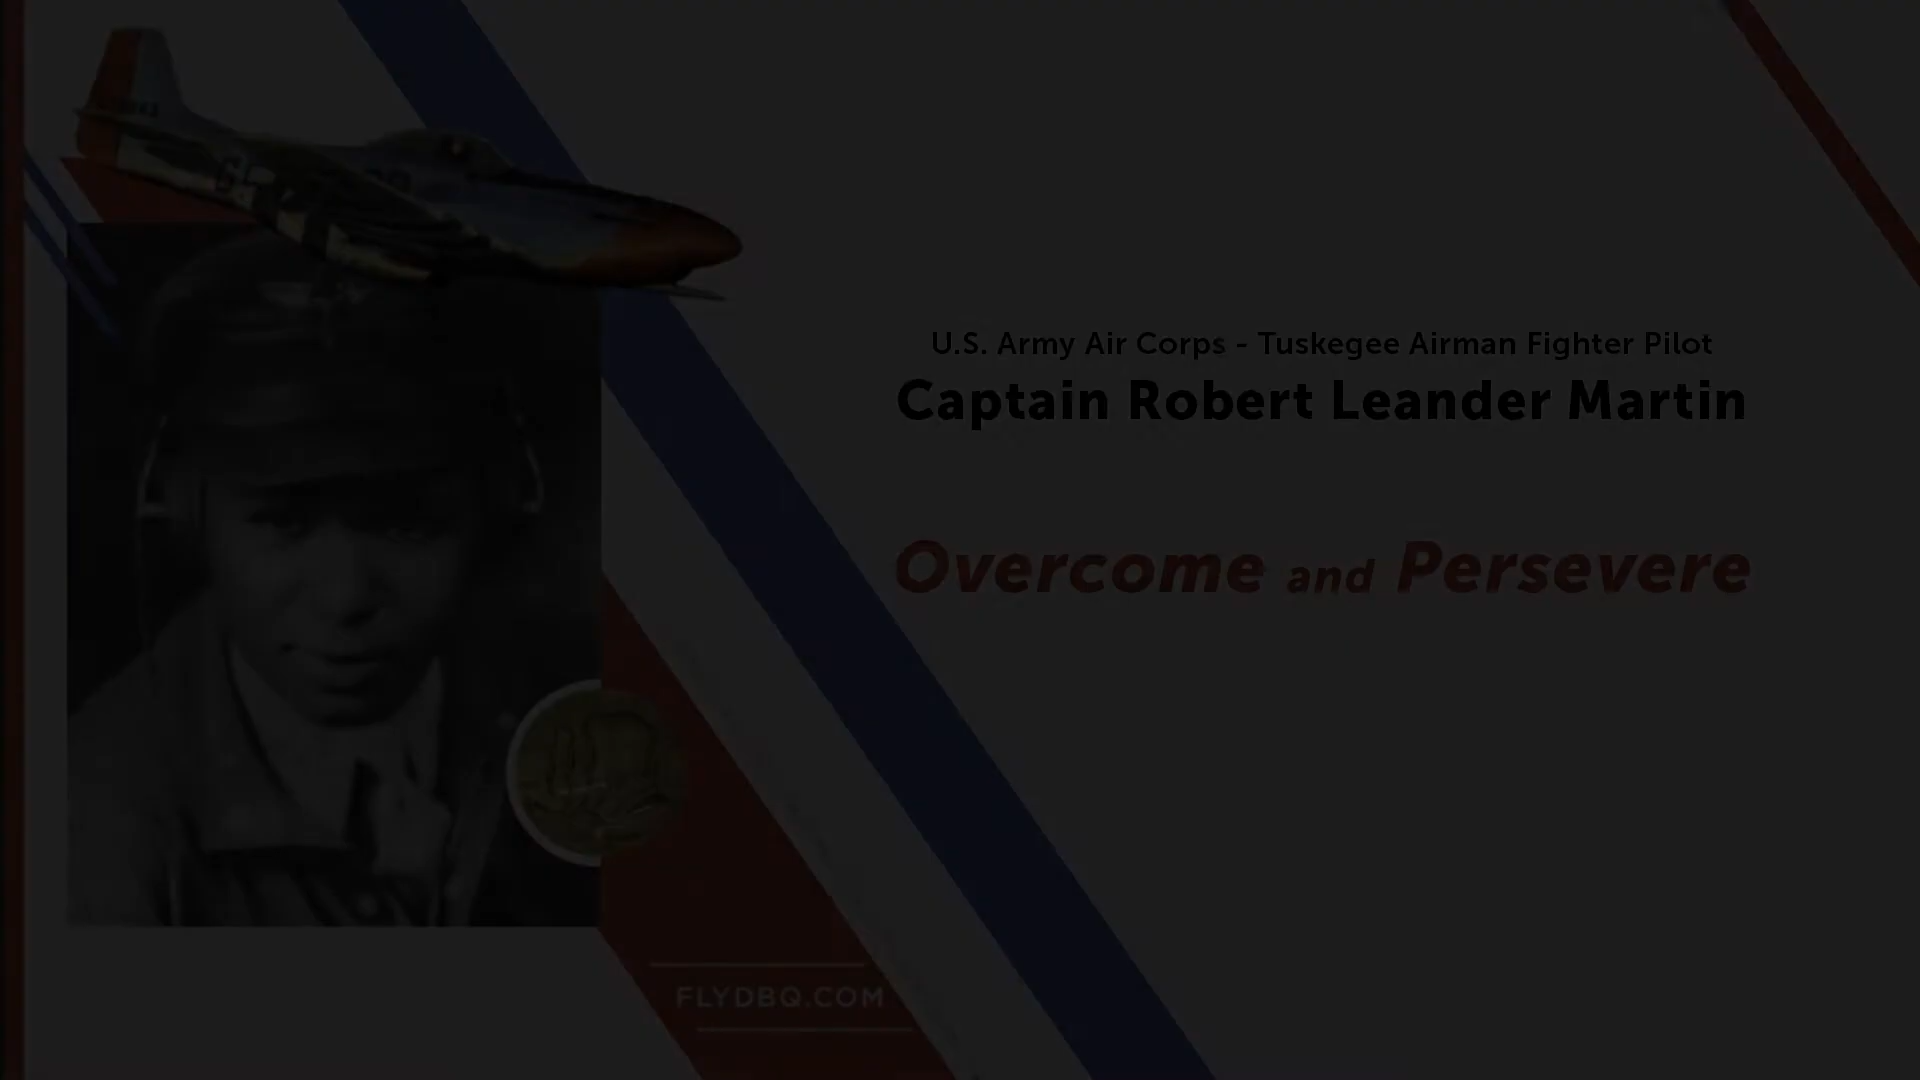 U.S. Army Air Corps - Tuskegee Airman Fighter Pilot
Captain Robert Leander Martin
Overcome and Persevere
FLYDBQ.COM